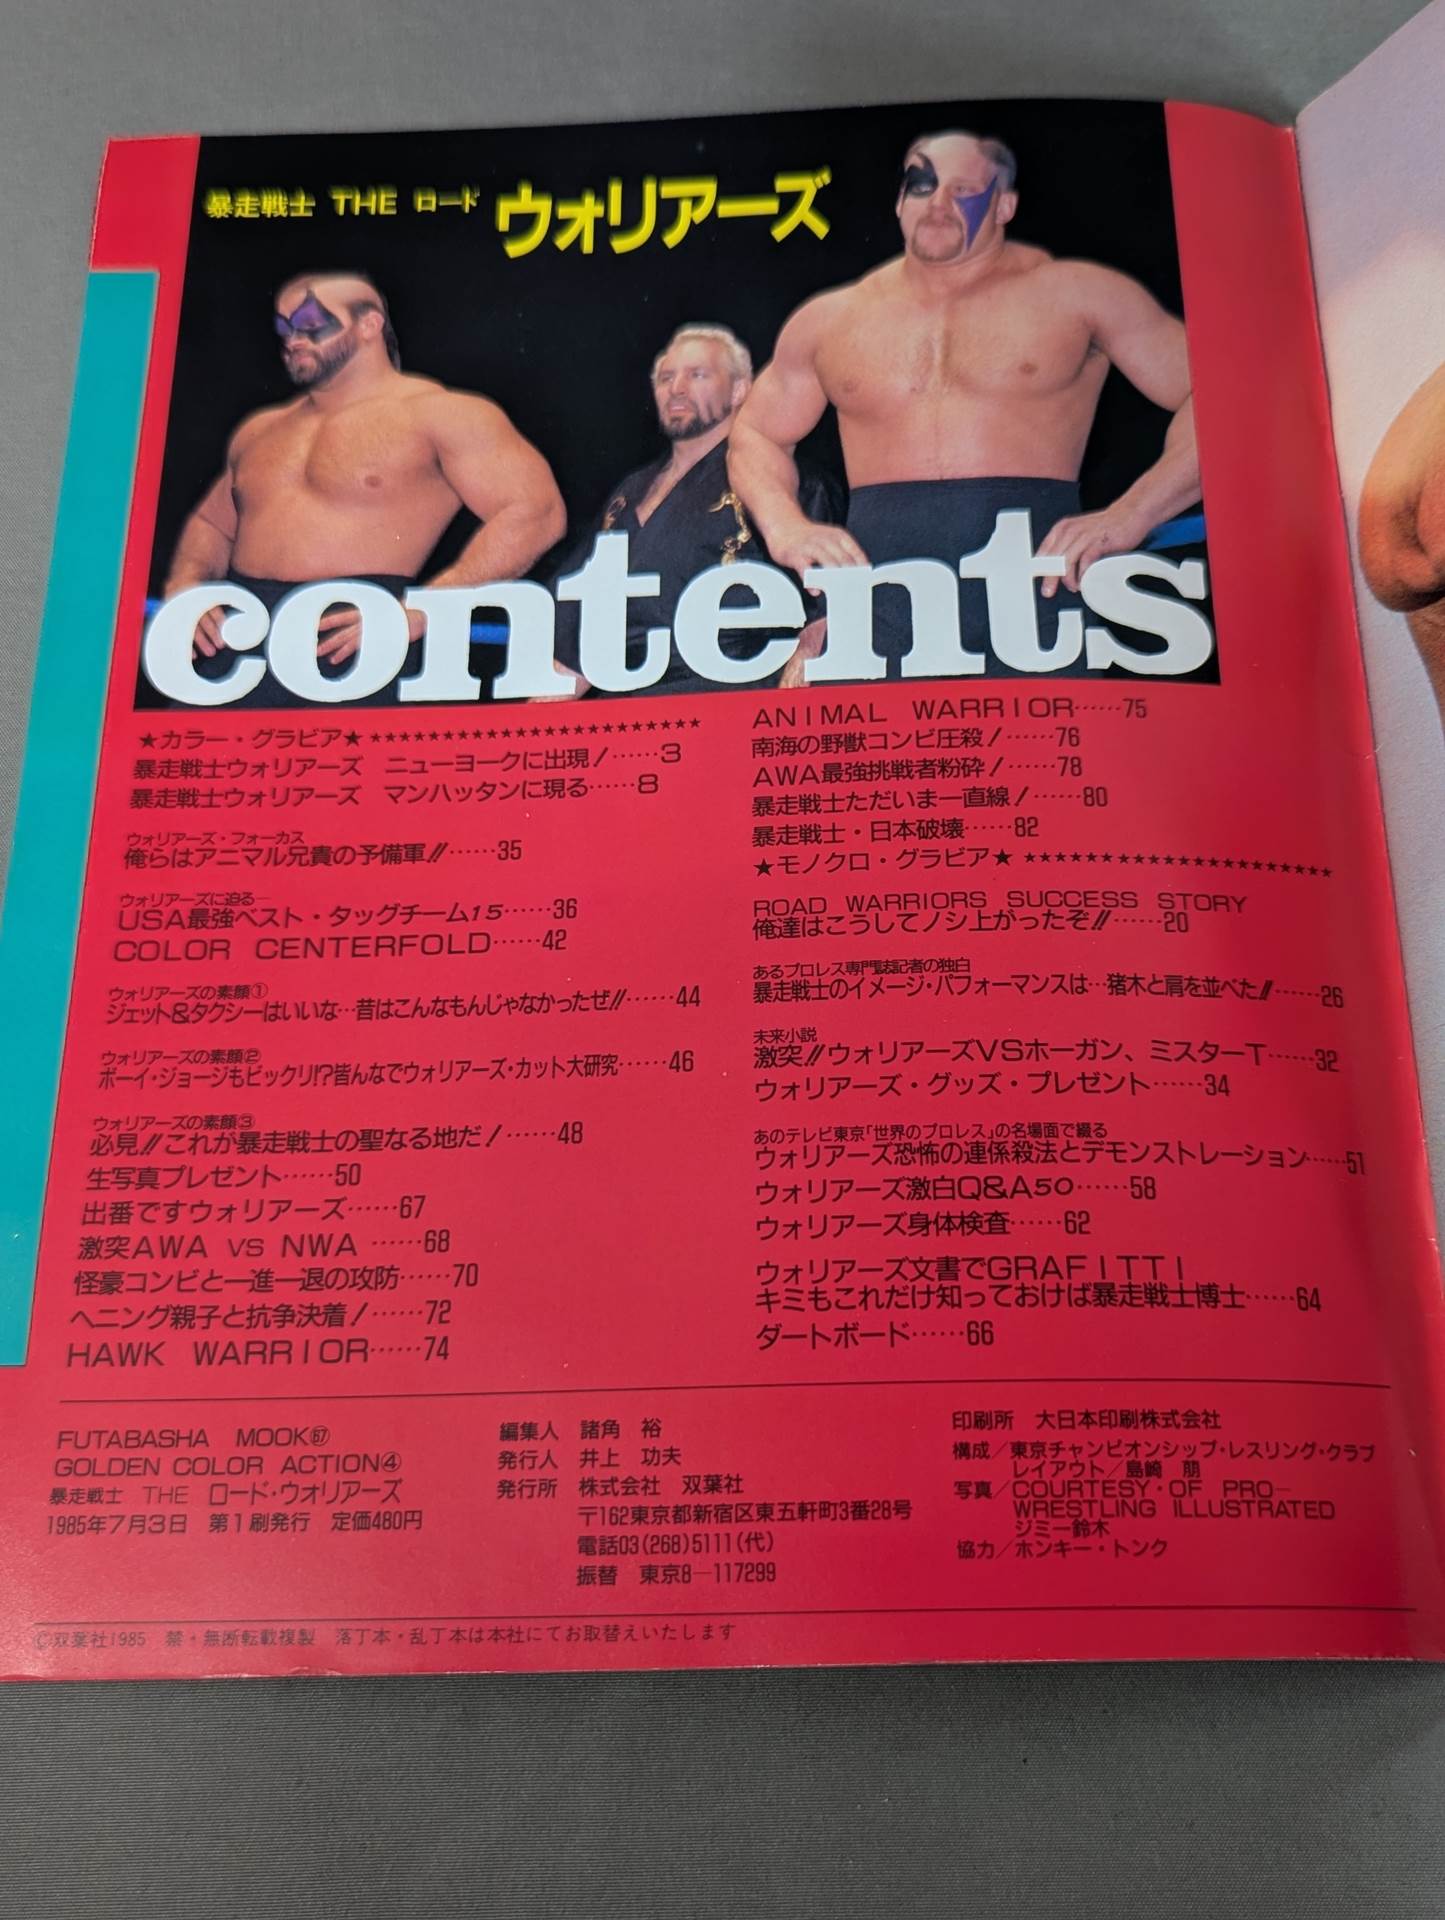 暴走戦士 THE ロード ウォリアーズ
contents
★カラー・グラビア★★★★★★★★★★★★★★★★★★★★★★★★
暴走戦士ウォリアーズ ニューヨークに出現!……3
暴走戦士ウォリアーズ マンハッタンに現る……8
ウォリアーズ・フォーカス
俺らはアニマル兄貴の予備軍!!……35
ウォリアーズに迫る—
USA最強ベスト・タッグチーム15……36
COLOR CENTERFOLD……42
ウォリアーズの素顔①
ジェット&タクシーはいいな…昔はこんなもんじゃなかったぜ!!……44
ウォリアーズの素顔②
ボーイ・ジョージもビックリ!?皆んなでウォリアーズ・カット大研究……46
ウォリアーズの素顔③
必見!!これが暴走戦士の聖なる地だ!……48
生写真プレゼント……50
出番ですウォリアーズ……67
激突AWA VS NWA ……68
怪豪コンビと一進一退の攻防……70
ヘニング親子と抗争決着!……72
HAWK WARRIOR……74
ANIMAL WARRIOR……75
南海の野獣コンビ圧殺!……76
AWA最強挑戦者粉砕!……78
暴走戦士ただいま一直線!……80
暴走戦士・日本破壊……82
★モノクロ・グラビア★★★★★★★★★★★★★★★★★★★★★★
ROAD WARRIORS SUCCESS STORY
俺達はこうしてノシ上がったぞ!!……20
あるプロレス専門誌記者の独白
暴走戦士のイメージ・パフォーマンスは…猪木と肩を並べた!!……26
未来小説
激突!!ウォリアーズVSホーガン、ミスターT……32
ウォリアーズ・グッズ・プレゼント……34
あのテレビ東京「世界のプロレス」の名場面で綴る
ウォリアーズ恐怖の連係殺法とデモンストレーション……51
ウォリアーズ激白Q&A50……58
ウォリアーズ身体検査……62
ウォリアーズ文書でGRAFITTI
キミもこれだけ知っておけば暴走戦士博士……64
ダートボード……66
FUTABASHA MOOK67
GOLDEN COLOR ACTION④
暴走戦士 THE ロード・ウォリアーズ
1985年7月3日 第1刷発行 定価480円
編集人 諸角 裕
発行人 井上 功夫
発行所 株式会社 双葉社
〒162東京都新宿区東五軒町3番28号
電話03(268)5111(代)
振替 東京8—117299
印刷所 大日本印刷株式会社
構成/東京チャンピオンシップ・レスリング・クラブ
レイアウト/島崎 朋
写真/COURTESY・OF PRO—
WRESTLING ILLUSTRATED
ジミー鈴木
協力/ホンキー・トンク
©双葉社1985 禁・無断転載複製 落丁本・乱丁本は本社にてお取替えいたします